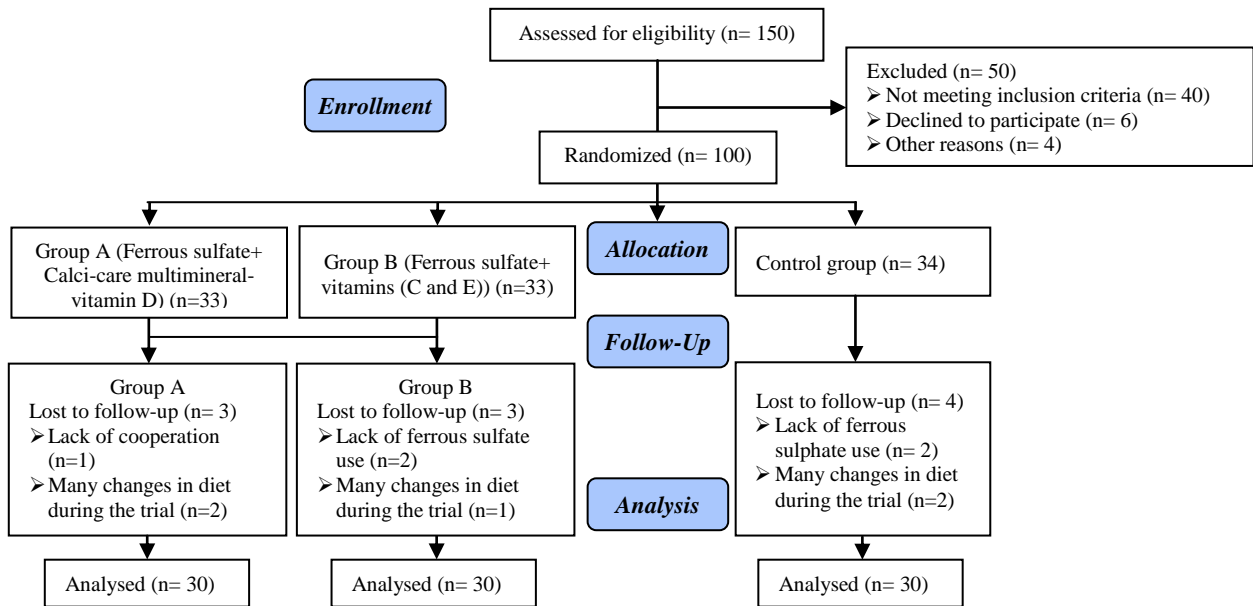 Assessed for eligibility (n= 150)
Excluded (n= 50)
➢ Not meeting inclusion criteria (n= 40)
➢ Declined to participate (n= 6)
➢ Other reasons (n= 4)
Enrollment
Randomized (n= 100)
Group A (Ferrous sulfate+
Calci-care multimineral-
vitamin D) (n=33)
Group B (Ferrous sulfate+
vitamins (C and E)) (n=33)
Allocation
Control group (n= 34)
Follow-Up
Group A
Lost to follow-up (n= 3)
➢ Lack of cooperation
(n=1)
➢ Many changes in diet
during the trial (n=2)
Group B
Lost to follow-up (n= 3)
➢ Lack of ferrous sulfate
use (n=2)
➢ Many changes in diet
during the trial (n=1)
Lost to follow-up (n= 4)
➢ Lack of ferrous
sulphate use (n= 2)
➢ Many changes in diet
during the trial (n=2)
Analysis
Analysed (n= 30)
Analysed (n= 30)
Analysed (n= 30)